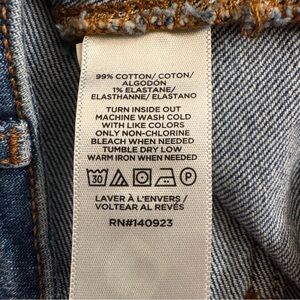 99% COTTON/ COTON/
ALGODÓN
1% ELASTANE/
ELASTHANNE/ ELASTANO
TURN INSIDE OUT
MACHINE WASH COLD
WITH LIKE COLORS
ONLY NON-CHLORINE
BLEACH WHEN NEEDED
TUMBLE DRY LOW
WARM IRON WHEN NEEDED
30 P
LAVER À L'ENVERS /
VOLTEAR AL REVÉS
RN#140923